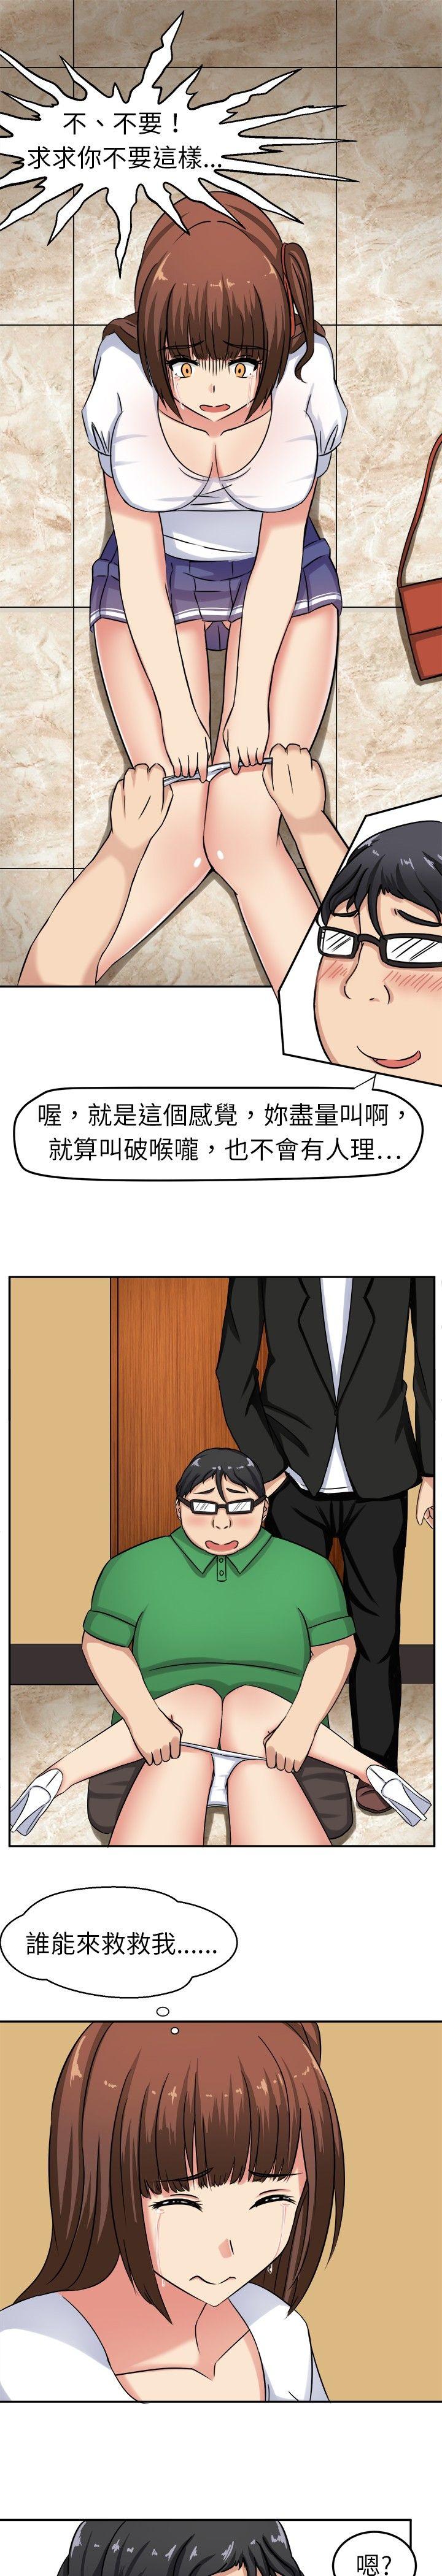 不、不要！
求求你不要這樣...
喔，就是這個感覺，妳盡量叫啊，
就算叫破喉嚨，也不會有人理...
誰能來救救我......
嗯?